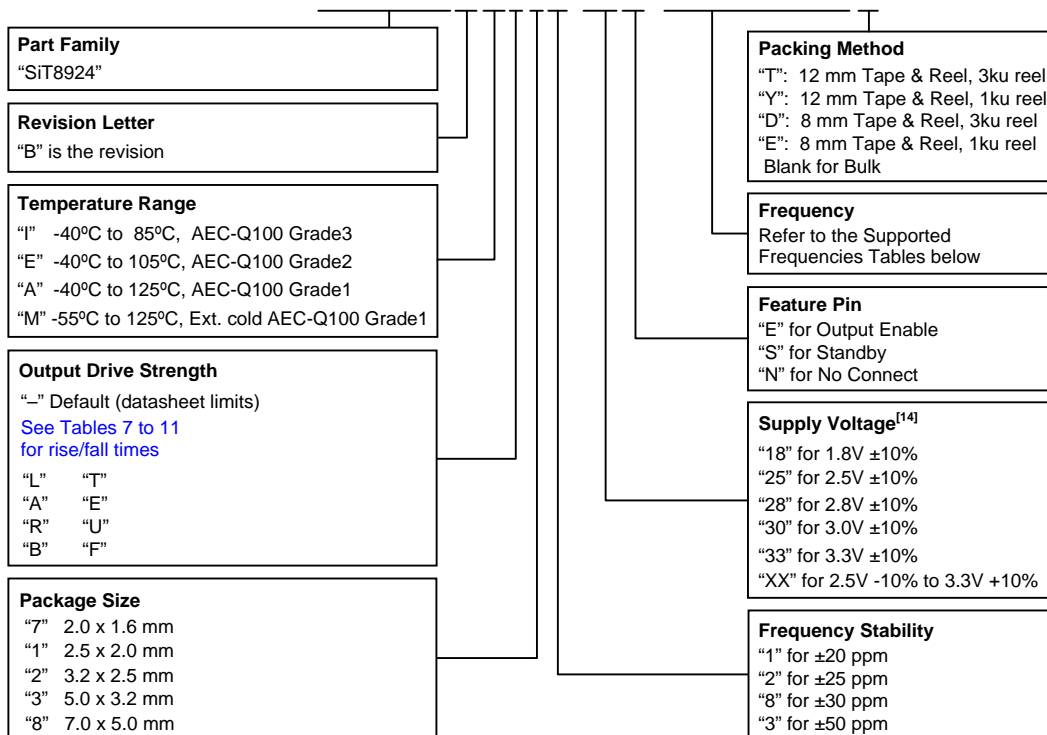 Part Family
“SiT8924”
Revision Letter
“B” is the revision
Temperature Range
“I” -40ºC to 85ºC, AEC-Q100 Grade3
“E” -40ºC to 105ºC, AEC-Q100 Grade2
“A” -40ºC to 125ºC, AEC-Q100 Grade1
“M” -55ºC to 125ºC, Ext. cold AEC-Q100 Grade1
Output Drive Strength
“–” Default (datasheet limits)
See Tables 7 to 11
for rise/fall times
“L” “T”
“A” “E”
“R” “U”
“B” “F”
Package Size
“7” 2.0 x 1.6 mm
“1” 2.5 x 2.0 mm
“2” 3.2 x 2.5 mm
“3” 5.0 x 3.2 mm
“8” 7.0 x 5.0 mm
Packing Method
“T”: 12 mm Tape & Reel, 3ku reel
“Y”: 12 mm Tape & Reel, 1ku reel
“D”: 8 mm Tape & Reel, 3ku reel
“E”: 8 mm Tape & Reel, 1ku reel
Blank for Bulk
Frequency
Refer to the Supported
Frequencies Tables below
Feature Pin
“E” for Output Enable
“S” for Standby
“N” for No Connect
Supply Voltage[14]
“18” for 1.8V ±10%
“25” for 2.5V ±10%
“28” for 2.8V ±10%
“30” for 3.0V ±10%
“33” for 3.3V ±10%
“XX” for 2.5V -10% to 3.3V +10%
Frequency Stability
“1” for ±20 ppm
“2” for ±25 ppm
“8” for ±30 ppm
“3” for ±50 ppm